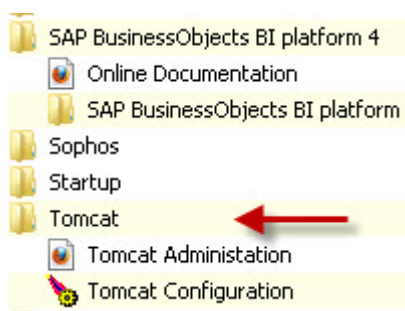 SAP BusinessObjects BI platform 4
Online Documentation
SAP BusinessObjects BI platform
Sophos
Startup
Tomcat
Tomcat Administation
Tomcat Configuration